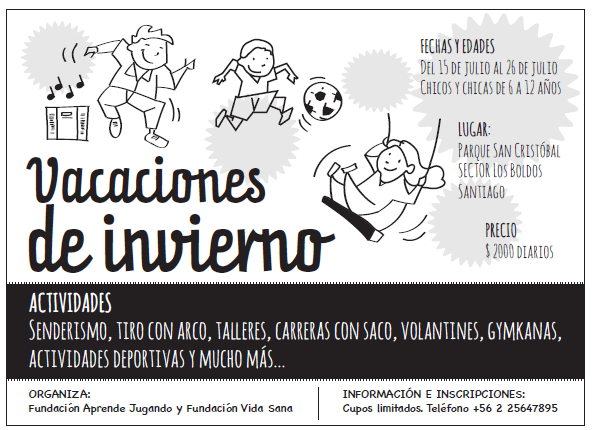 Vacaciones
de invierno
FECHAS Y EDADES
DEL 15 DE JULIO AL 26 DE JULIO
CHICOS Y CHICAS DE 6 A 12 AÑOS
LUGAR:
PARQUE SAN CRISTÓBAL
SECTOR LOS BOLDOS
SANTIAGO
PRECIO
$ 2000 DIARIOS
ACTIVIDADES
SENDERISMO, TIRO CON ARCO, TALLERES, CARRERAS CON SACO, VOLANTINES, GYMKANAS,
ACTIVIDADES DEPORTIVAS Y MUCHO MÁS...
ORGANIZA:
Fundación Aprende Jugando y Fundación Vida Sana
INFORMACIÓN E INSCRIPCIONES:
Cupos limitados. Teléfono +56 2 25647895